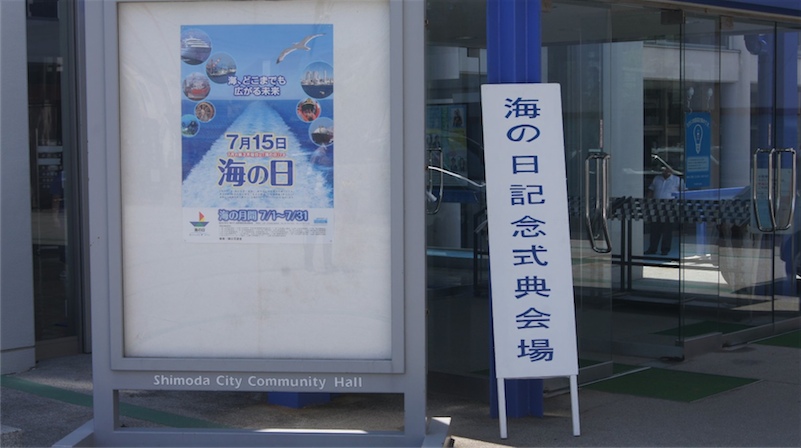 海、どこまでも
広がる未来
7月15日
海の日
海の月間 7/1~7/31
Shimoda City Community Hall
海の日記念式典会場